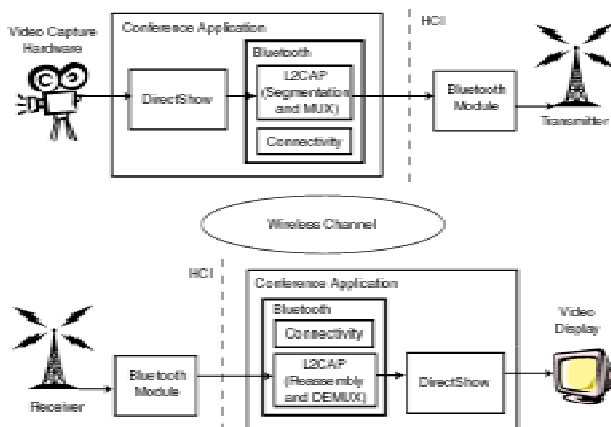 Conference Application
HCI
Video Capture
Hardware
Bluetooth
L2CAP
(Segmentation
and MUX)
DirectShow
Connectivity
Bluetooth
Module
Transmitter
Wireless Channel
HCI
Conference Application
Bluetooth
Connectivity
L2CAP
(Reassembly
and DEMUX)
DirectShow
Video
Display
Bluetooth
Module
Receiver